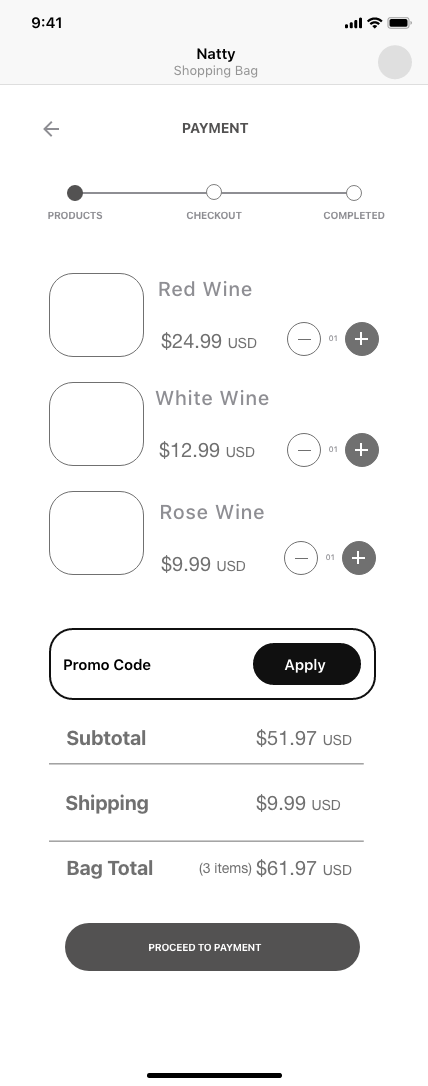 9:41
Natty
Shopping Bag
PAYMENT
PRODUCTS CHECKOUT COMPLETED
Red Wine
$24.99 USD 01
White Wine
$12.99 USD 01
Rose Wine
$9.99 USD 01
Promo Code Apply
Subtotal $51.97 USD
Shipping $9.99 USD
Bag Total (3 items) $61.97 USD
PROCEED TO PAYMENT